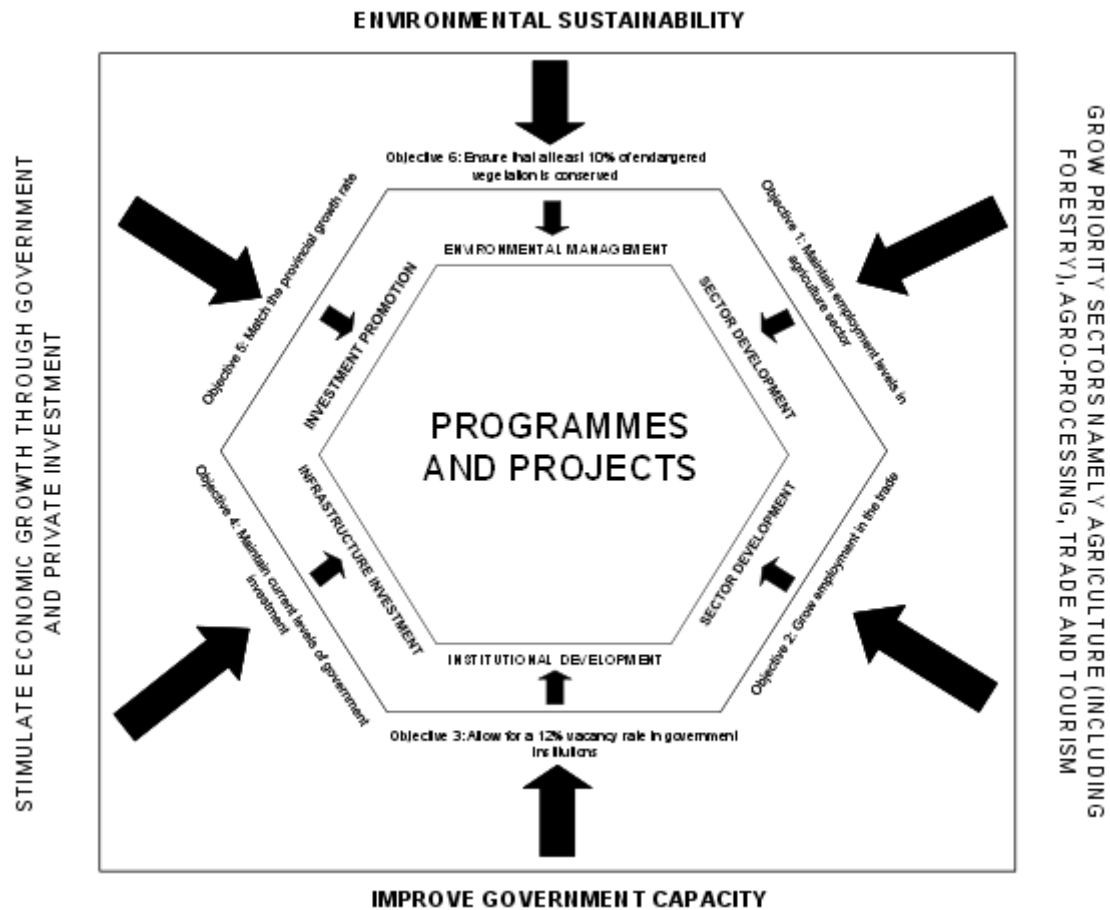 ENVIRONMENTAL SUSTAINABILITY
Objective 6: Ensure that at least 10% of endangered
vegetation is conserved
ENVIRONMENTAL MANAGEMENT
Objective 5: Match the provincial growth rate
INVESTMENT PROMOTION
Objective 1: Maintain employment levels in
agriculture sector
SECTOR DEVELOPMENT
STIMULATE ECONOMIC GROWTH THROUGH GOVERNMENT
AND PRIVATE INVESTMENT
GROW PRIORITY SECTORS NAMELY AGRICULTURE (INCLUDING
FORESTRY), AGRO-PROCESSING, TRADE AND TOURISM
PROGRAMMES
AND PROJECTS
Objective 4: Maintain current levels of government
investment
INFRASTRUCTURE INVESTMENT
SECTOR DEVELOPMENT
Objective 2: Grow employment in the trade
INSTITUTIONAL DEVELOPMENT
Objective 3: Allow for a 12% vacancy rate in government
institutions
IMPROVE GOVERNMENT CAPACITY